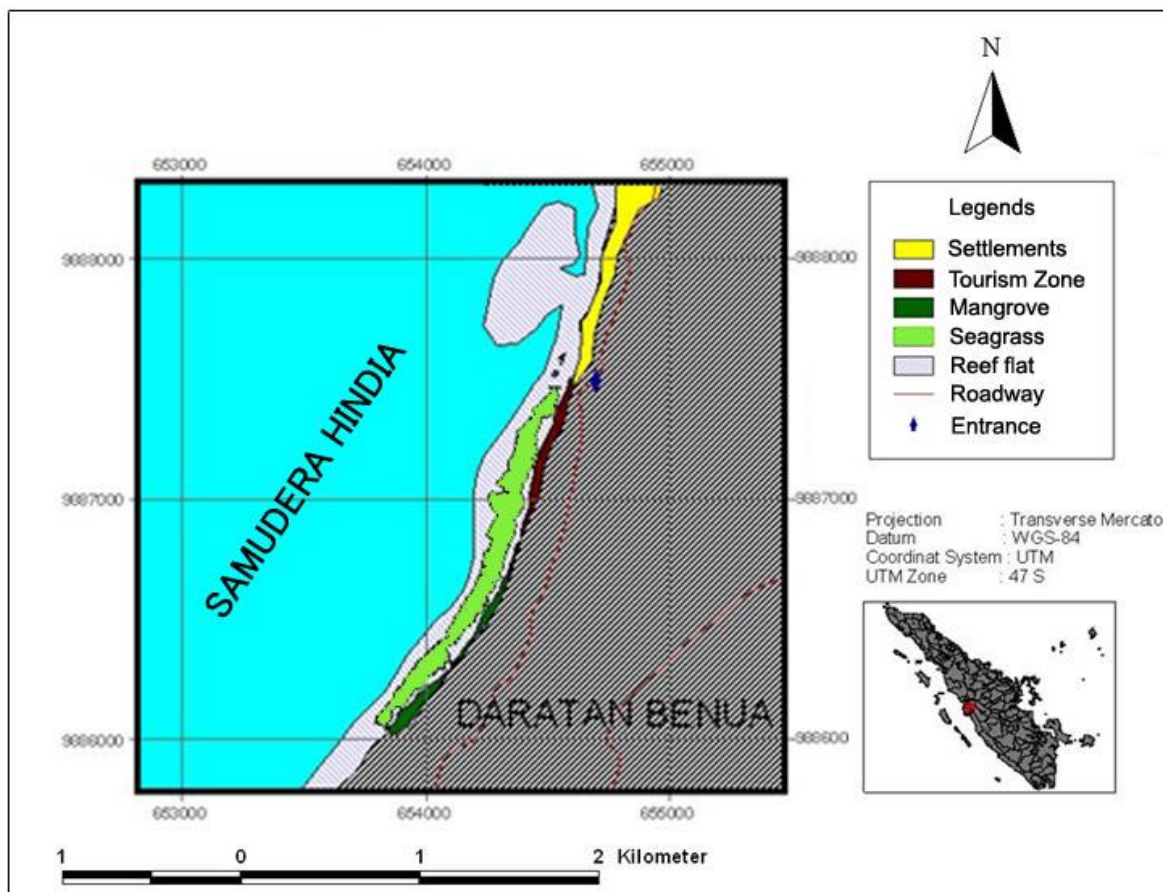 N
653000 654000 655000
Legends
Settlements
Tourism Zone
Mangrove
Seagrass
Reef flat
Roadway
Entrance
9888000 9888000
SAMUDERA HINDIA
9887000 9887000
Projection : Transverse Mercato
Datum : WGS-84
Coordinat System : UTM
UTM Zone : 47 S
DARATAN BENUA
9886000 9886000
653000 654000 655000
1 0 1 2 Kilometer